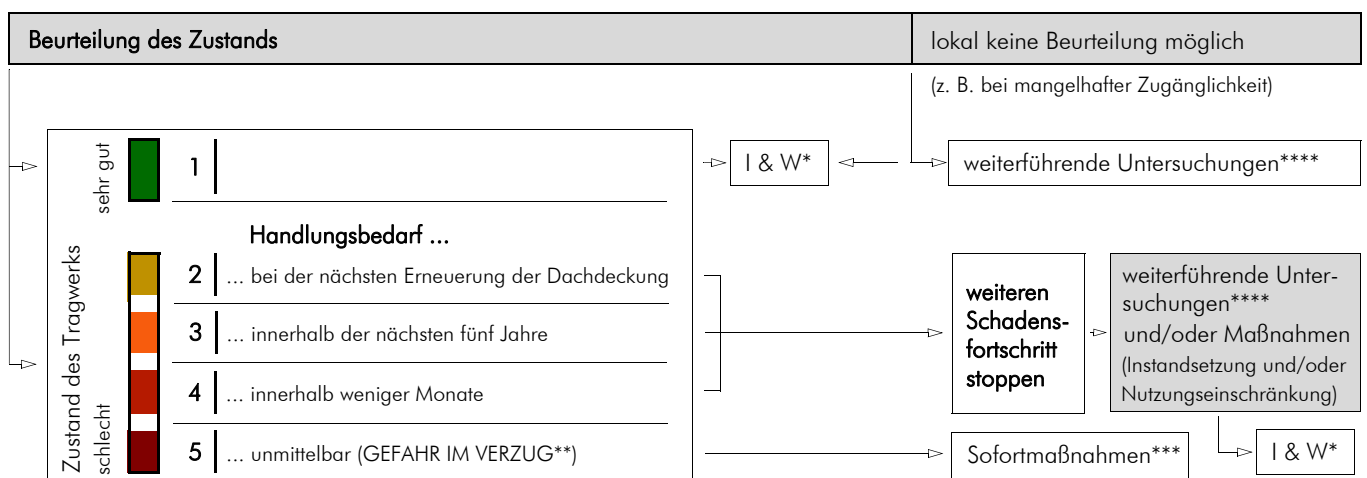 Beurteilung des Zustands
lokal keine Beurteilung möglich
(z. B. bei mangelhafter Zugänglichkeit)
sehr gut
1
I & W*
weiterführende Untersuchungen****
Handlungsbedarf ...
Zustand des Tragwerks
schlecht
2 ... bei der nächsten Erneuerung der Dachdeckung
3 ... innerhalb der nächsten fünf Jahre
4 ... innerhalb weniger Monate
5 ... unmittelbar (GEFAHR IM VERZUG**)
weiteren
Schadens-
fortschritt
stoppen
weiterführende Unter-
suchungen****
und/oder Maßnahmen
(Instandsetzung und/oder
Nutzungseinschränkung)
Sofortmaßnahmen***
I & W*